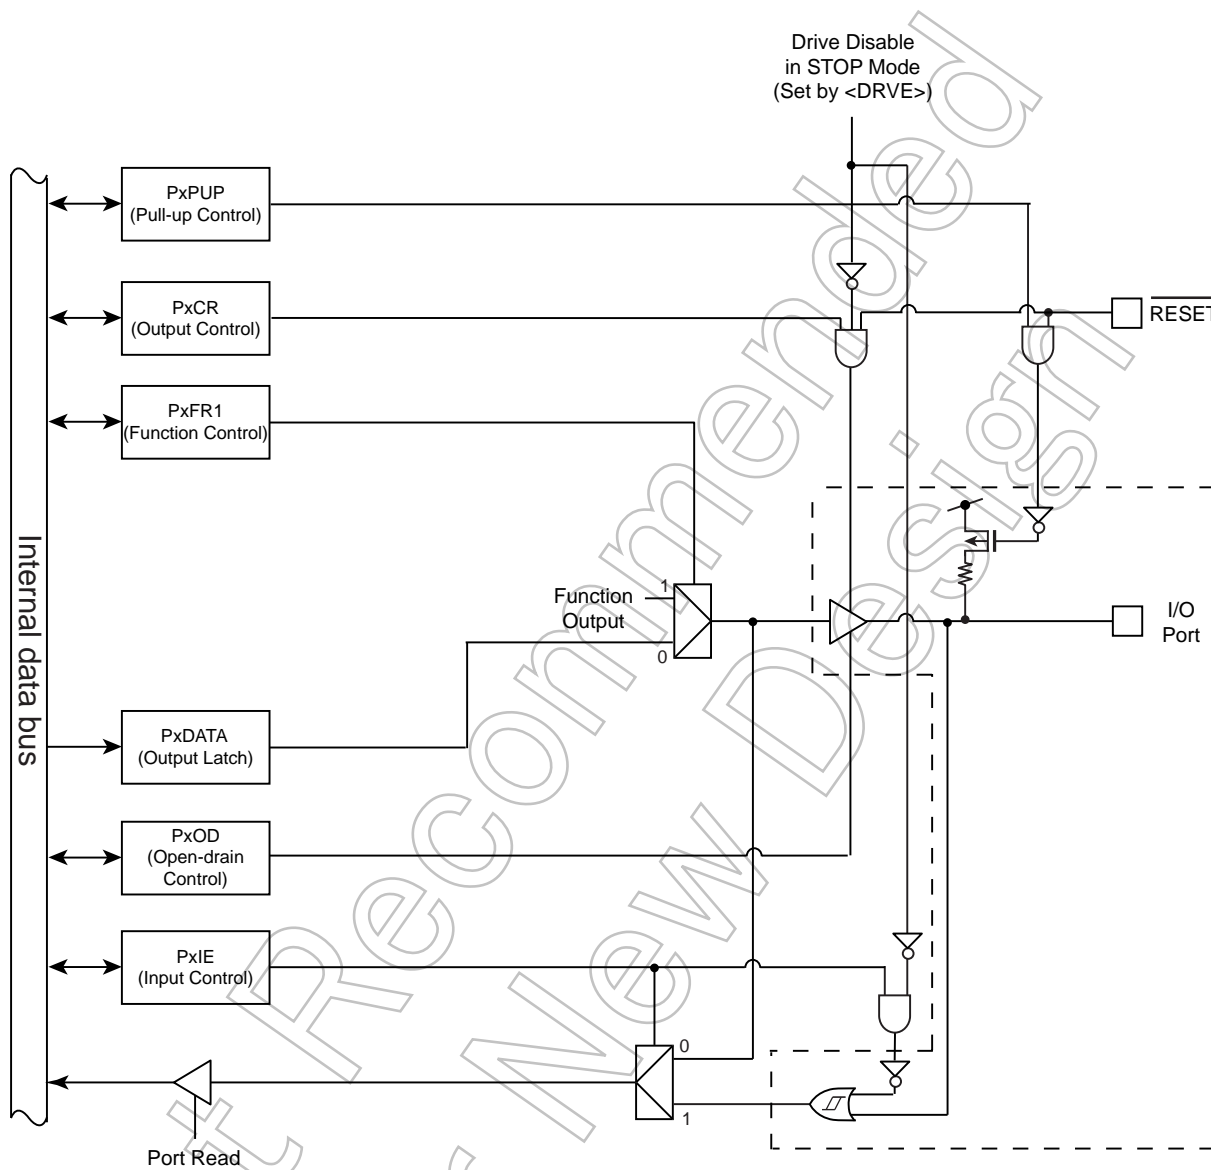 Drive Disable
in STOP Mode
(Set by <DRVE>)
PxPUP
(Pull-up Control)
PxCR
(Output Control)
RESET
PxFR1
(Function Control)
Internal data bus
1
Function
Output
0
I/O
Port
PxDATA
(Output Latch)
PxOD
(Open-drain
Control)
PxIE
(Input Control)
0
1
Port Read
t Recommended
New Design